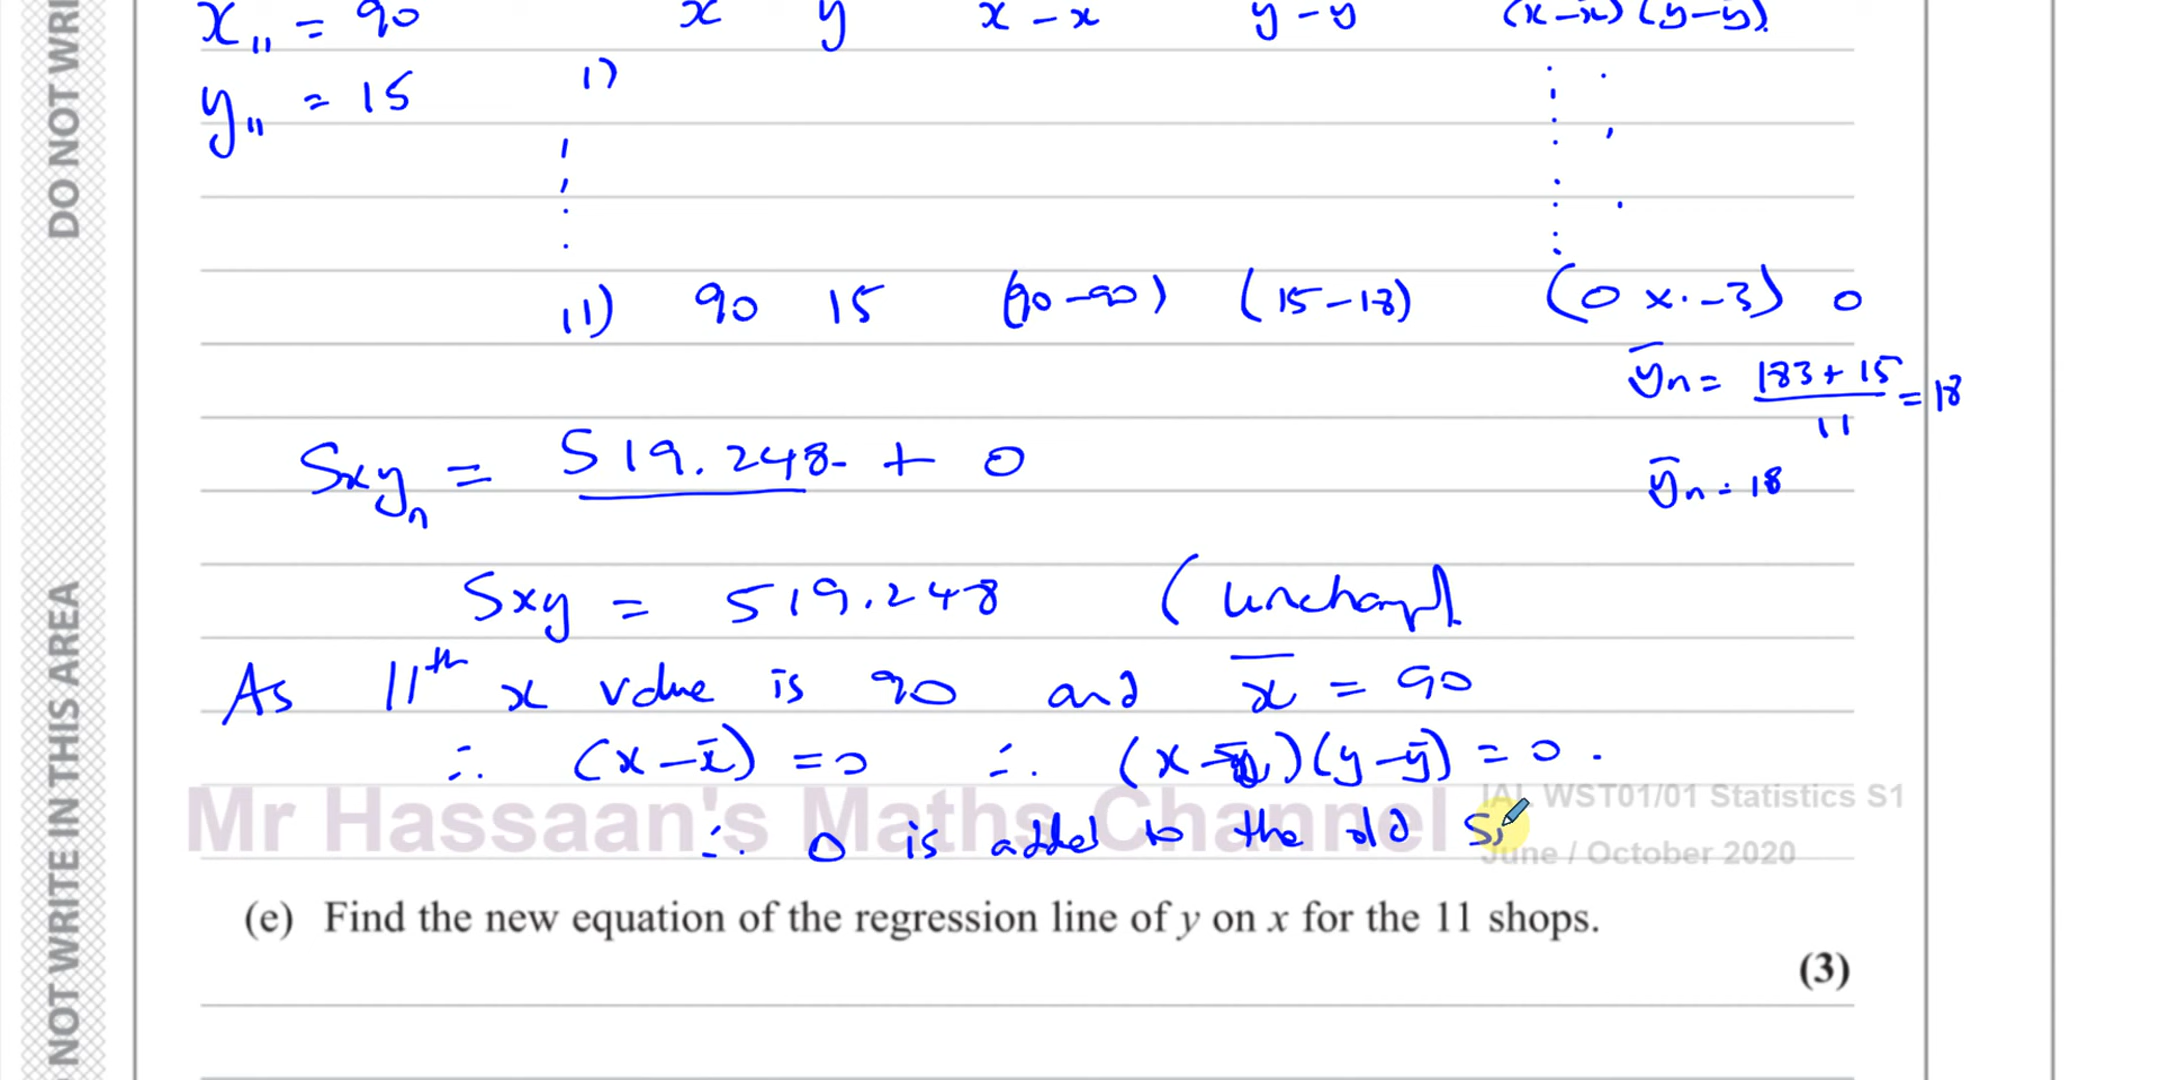 DO NOT WRI
NOT WRITE IN THIS AREA
x₁₁ = 90 x y x - x y - y (x-x̄)(y-ȳ)
y₁₁ = 15 1)
11) 90 15 (90-90) (15-18) (0 x -3) 0
ȳn = 183 + 15 / 11 = 18
Sxyn = 519.248 + 0
ȳn = 18
Sxy = 519.248
As 11th x value is 90 and x̄ = 90
∴ (x-x̄) = 0 ∴ (x-x̄)(y-ȳ) = 0.
Mr Hassaan's Maths Channel
IAL WST01/01 Statistics S1
∴ 0 is added to the old
June / October 2020
(e) Find the new equation of the regression line of y on x for the 11 shops.
(3)